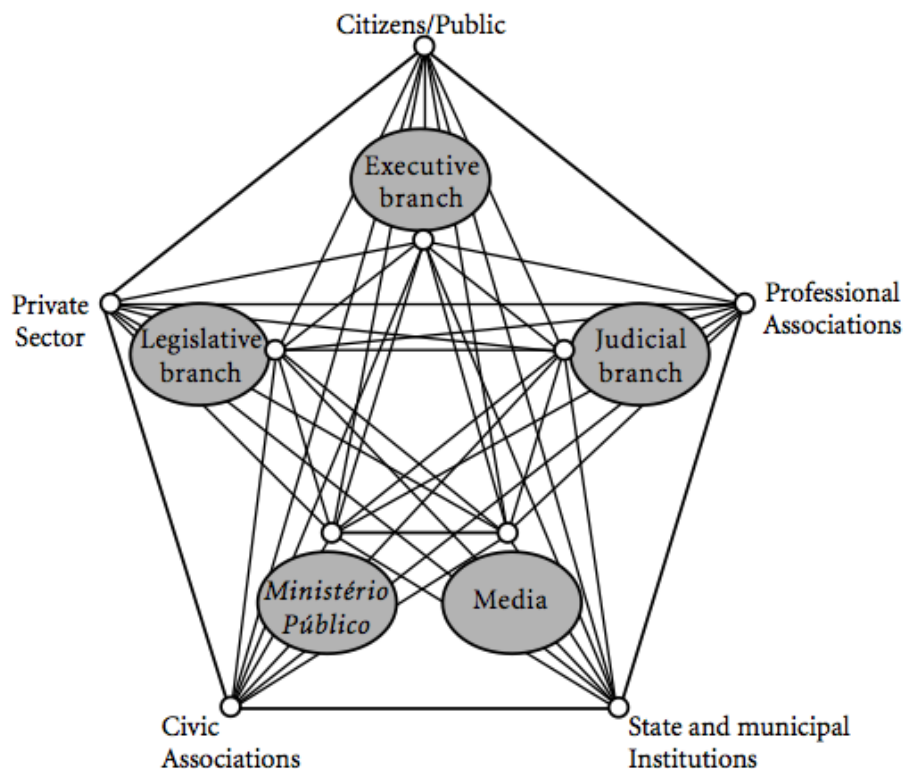 Citizens/Public
Executive
branch
Private
Sector
Legislative
branch
Judicial
branch
Professional
Associations
Ministério
Público
Media
Civic
Associations
State and municipal
Institutions